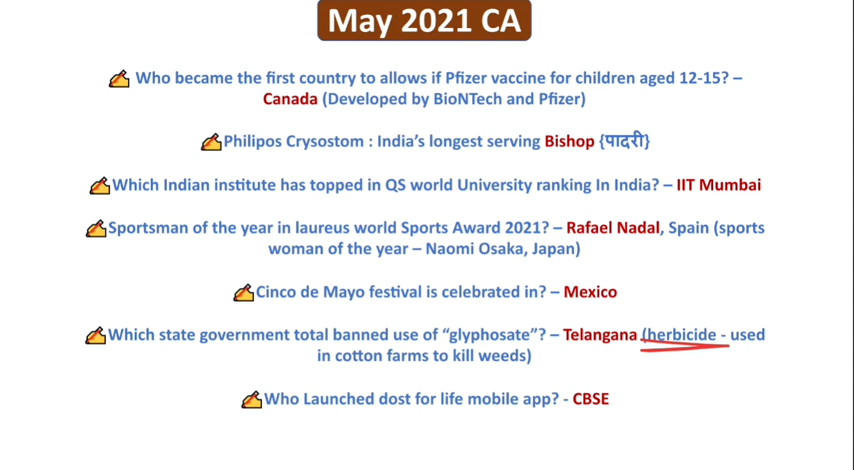 May 2021 CA
✍ Who became the first country to allows if Pfizer vaccine for children aged 12-15? –
Canada (Developed by BioNTech and Pfizer)
✍Philipos Crysostom : India's longest serving Bishop {पादरी}
✍Which Indian institute has topped in QS world University ranking In India? – IIT Mumbai
✍Sportsman of the year in laureus world Sports Award 2021? – Rafael Nadal, Spain (sports
woman of the year – Naomi Osaka, Japan)
✍Cinco de Mayo festival is celebrated in? – Mexico
✍Which state government total banned use of “glyphosate”? – Telangana (herbicide - used
in cotton farms to kill weeds)
✍Who Launched dost for life mobile app? - CBSE